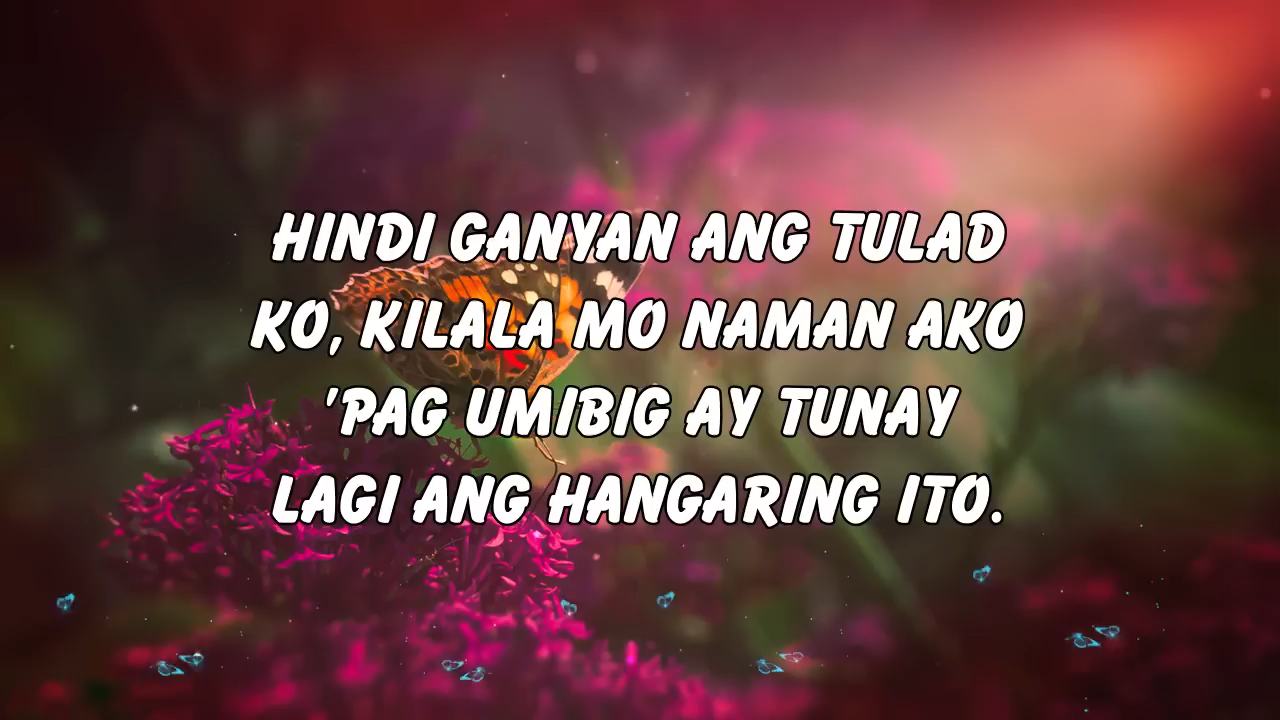 HINDI GANYAN ANG TULAD
KO, KILALA MO NAMAN AKO
'PAG UMIBIG AY TUNAY
LAGI ANG HANGARING ITO.